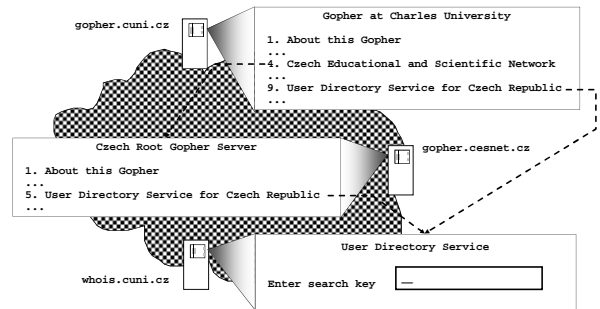 gopher.cuni.cz
Gopher at Charles University
1. About this Gopher
...
4. Czech Educational and Scientific Network
...
9. User Directory Service for Czech Republic
...
Czech Root Gopher Server
1. About this Gopher
...
5. User Directory Service for Czech Republic
...
gopher.cesnet.cz
whois.cuni.cz
User Directory Service
Enter search key